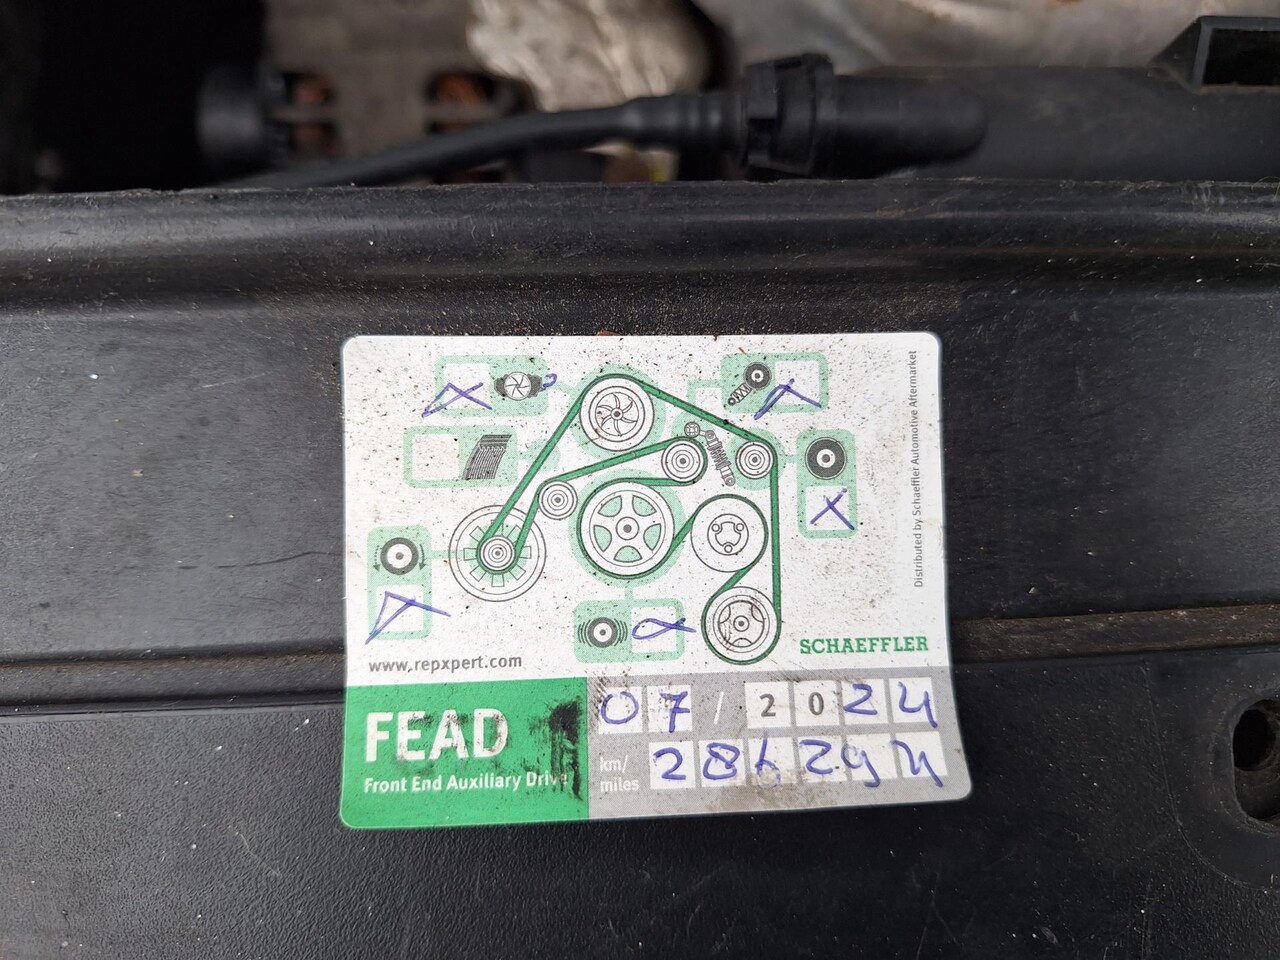 Distributed by Schaeffler Automotive Aftermarket
www.repxpert.com
SCHAEFFLER
FEAD
Front End Auxiliary Drive
07 / 2024
km/
miles
286294